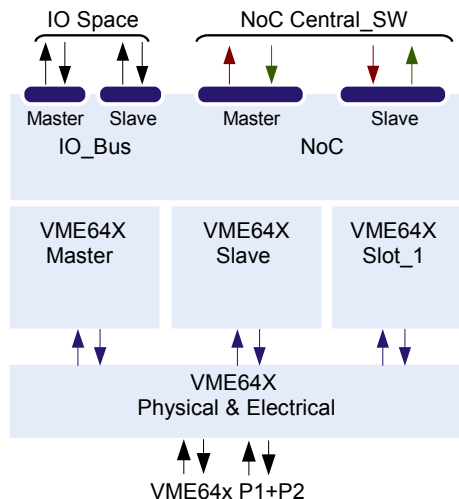 IO Space NoC Central_SW
Master Slave Master Slave
IO_Bus NoC
VME64X VME64X VME64X
Master Slave Slot_1
VME64X
Physical & Electrical
VME64x P1+P2